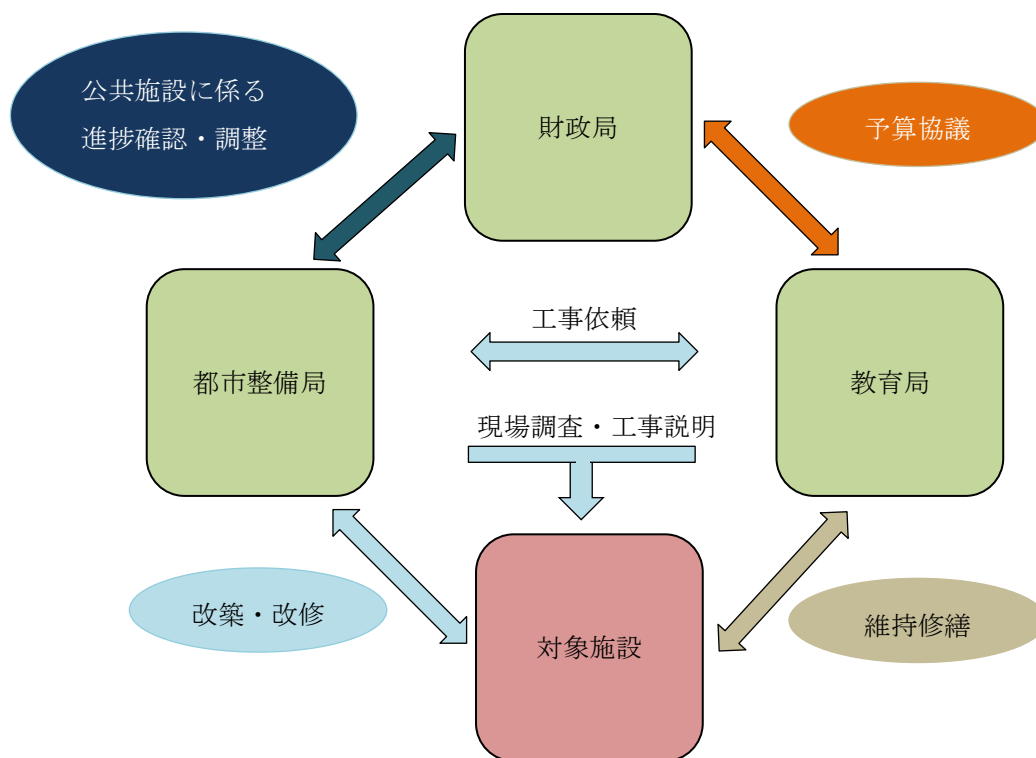 公共施設に係る
進捗確認・調整
財政局
予算協議
工事依頼
都市整備局
教育局
現場調査・工事説明
改築・改修
対象施設
維持修繕